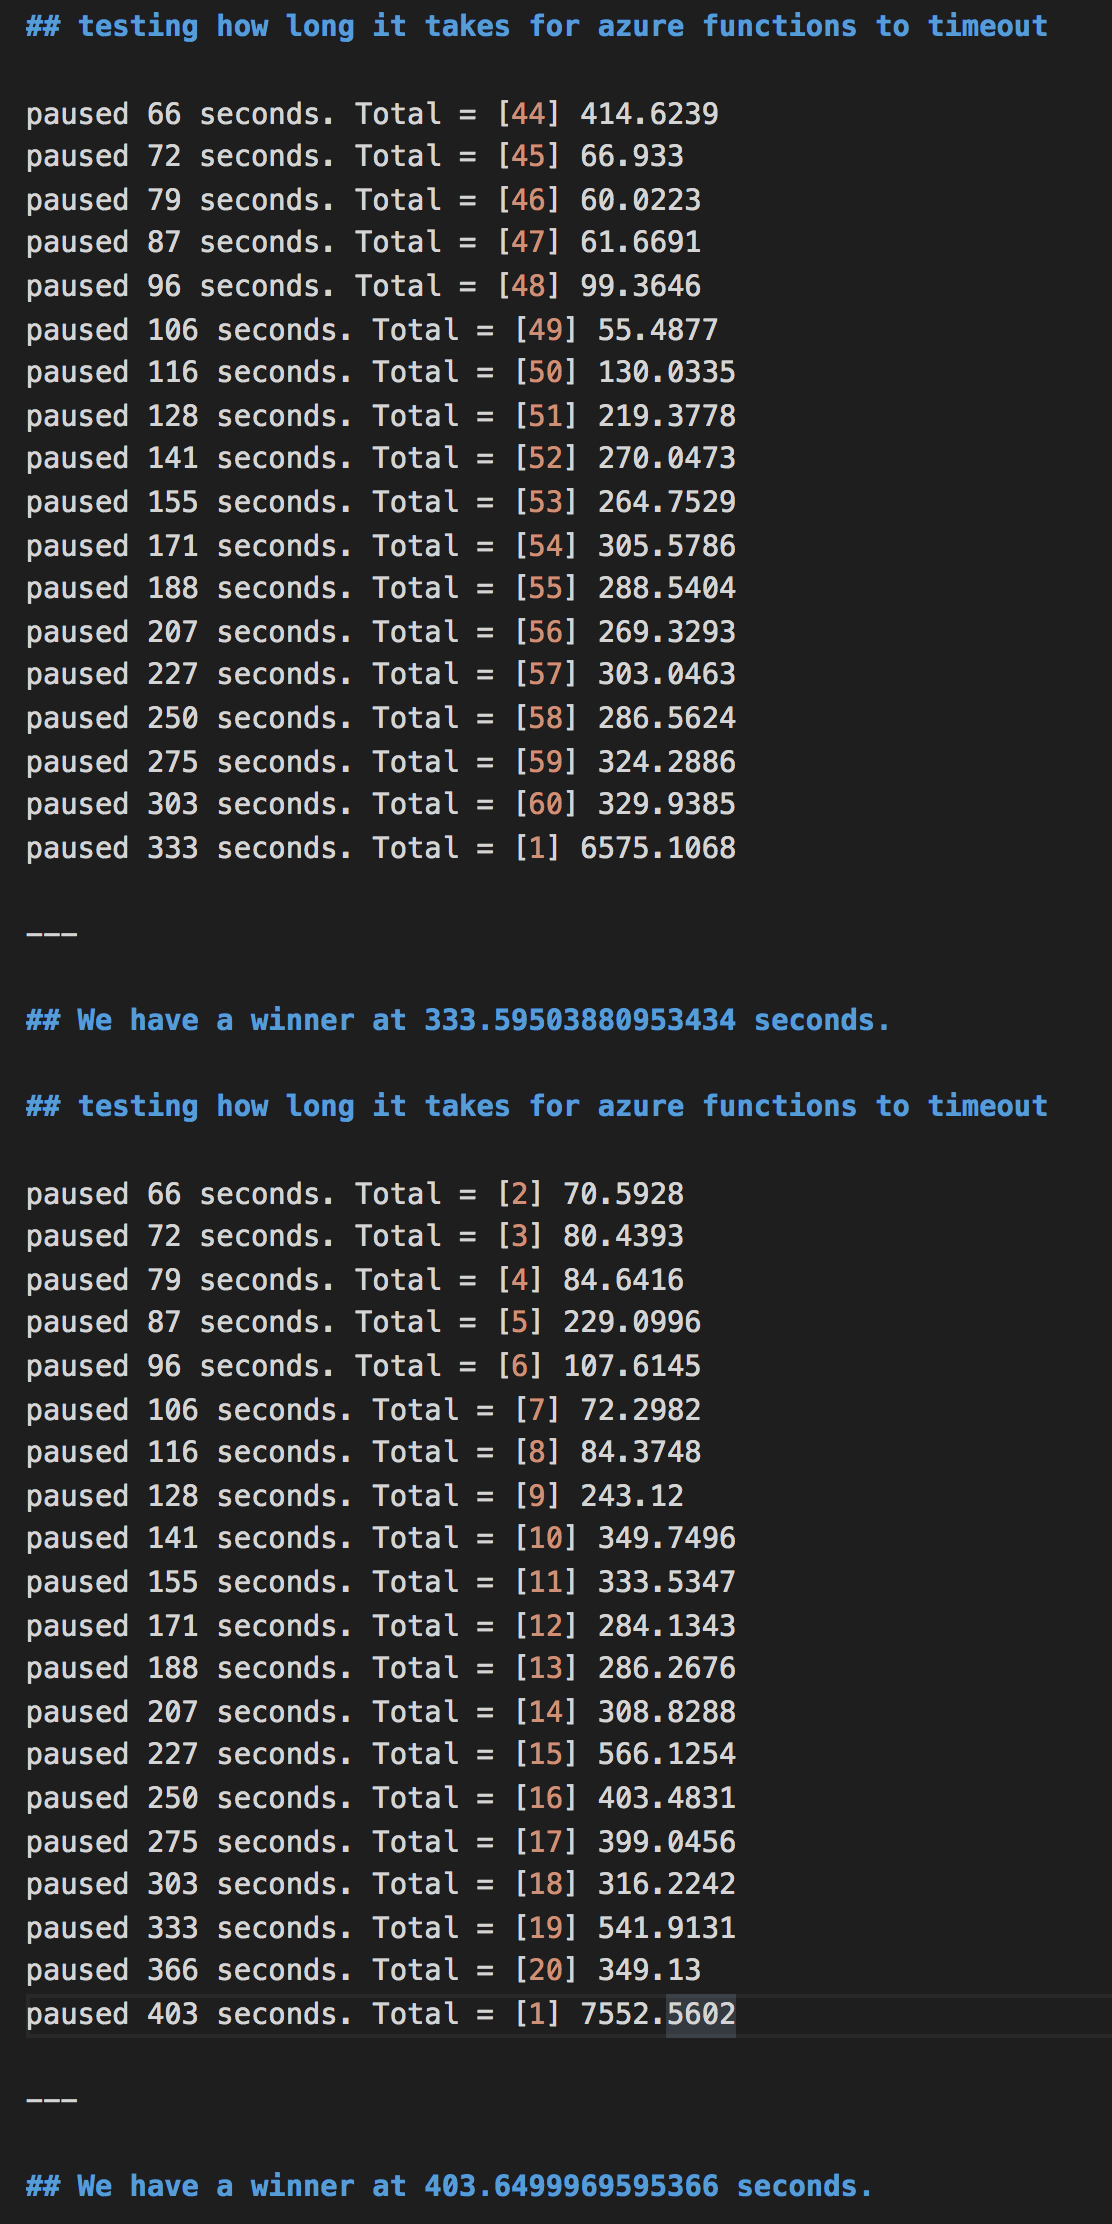 ## testing how long it takes for azure functions to timeout
paused 66 seconds. Total = [44] 414.6239
paused 72 seconds. Total = [45] 66.933
paused 79 seconds. Total = [46] 60.0223
paused 87 seconds. Total = [47] 61.6691
paused 96 seconds. Total = [48] 99.3646
paused 106 seconds. Total = [49] 55.4877
paused 116 seconds. Total = [50] 130.0335
paused 128 seconds. Total = [51] 219.3778
paused 141 seconds. Total = [52] 270.0473
paused 155 seconds. Total = [53] 264.7529
paused 171 seconds. Total = [54] 305.5786
paused 188 seconds. Total = [55] 288.5404
paused 207 seconds. Total = [56] 269.3293
paused 227 seconds. Total = [57] 303.0463
paused 250 seconds. Total = [58] 286.5624
paused 275 seconds. Total = [59] 324.2886
paused 303 seconds. Total = [60] 329.9385
paused 333 seconds. Total = [1] 6575.1068
---
## We have a winner at 333.59503880953434 seconds.
## testing how long it takes for azure functions to timeout
paused 66 seconds. Total = [2] 70.5928
paused 72 seconds. Total = [3] 80.4393
paused 79 seconds. Total = [4] 84.6416
paused 87 seconds. Total = [5] 229.0996
paused 96 seconds. Total = [6] 107.6145
paused 106 seconds. Total = [7] 72.2982
paused 116 seconds. Total = [8] 84.3748
paused 128 seconds. Total = [9] 243.12
paused 141 seconds. Total = [10] 349.7496
paused 155 seconds. Total = [11] 333.5347
paused 171 seconds. Total = [12] 284.1343
paused 188 seconds. Total = [13] 286.2676
paused 207 seconds. Total = [14] 308.8288
paused 227 seconds. Total = [15] 566.1254
paused 250 seconds. Total = [16] 403.4831
paused 275 seconds. Total = [17] 399.0456
paused 303 seconds. Total = [18] 316.2242
paused 333 seconds. Total = [19] 541.9131
paused 366 seconds. Total = [20] 349.13
paused 403 seconds. Total = [1] 7552.5602
---
## We have a winner at 403.6499969595366 seconds.